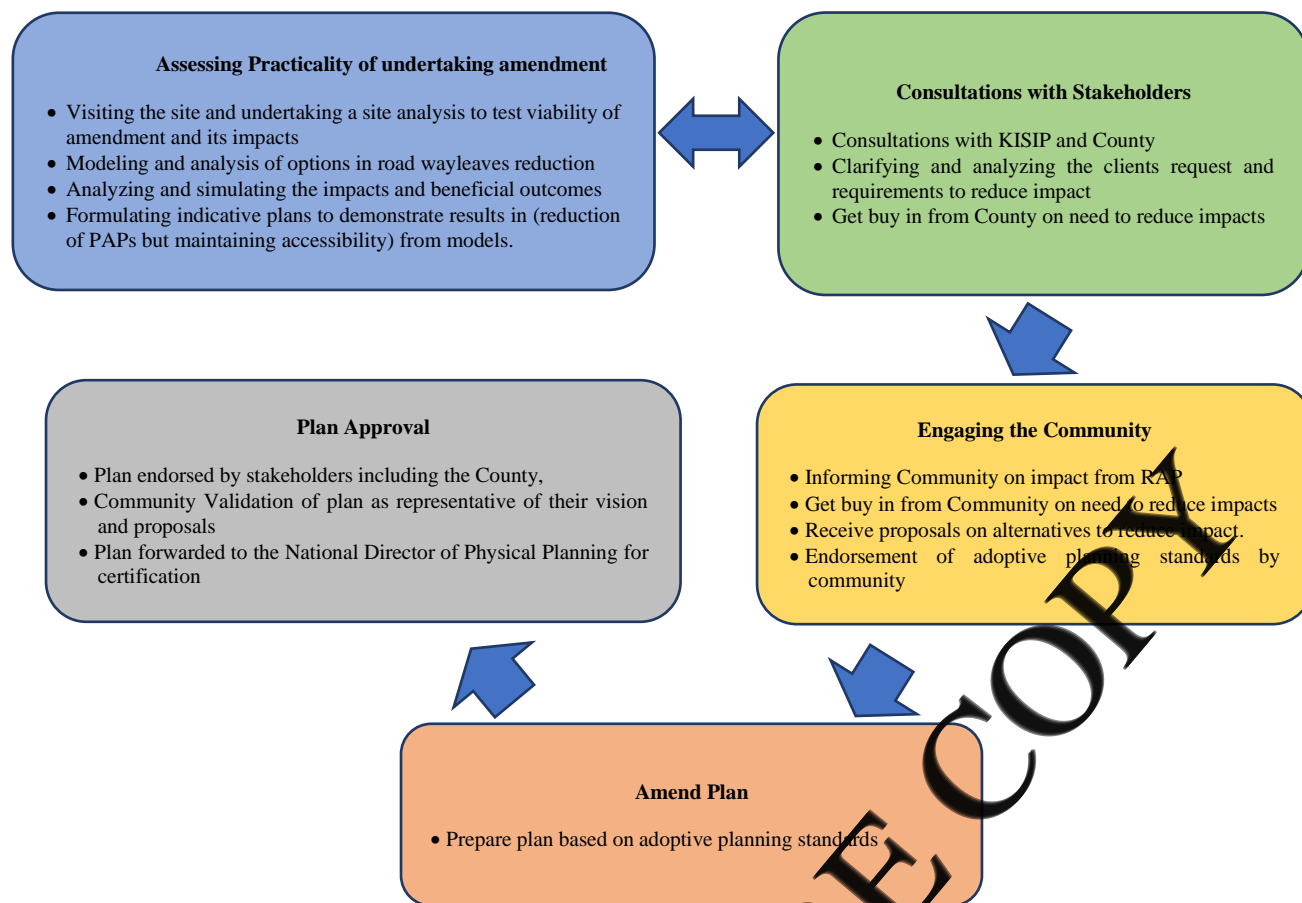 Assessing Practicality of undertaking amendment
• Visiting the site and undertaking a site analysis to test viability of
amendment and its impacts
• Modeling and analysis of options in road wayleaves reduction
• Analyzing and simulating the impacts and beneficial outcomes
• Formulating indicative plans to demonstrate results in (reduction
of PAPs but maintaining accessibility) from models.
Consultations with Stakeholders
• Consultations with KISIP and County
• Clarifying and analyzing the clients request and
requirements to reduce impact
• Get buy in from County on need to reduce impacts
Plan Approval
• Plan endorsed by stakeholders including the County,
• Community Validation of plan as representative of their vision
and proposals
• Plan forwarded to the National Director of Physical Planning for
certification
Engaging the Community
• Informing Community on impact from RAP
• Get buy in from Community on need to reduce impacts
• Receive proposals on alternatives to reduce impact.
• Endorsement of adoptive planning standards by
community
Amend Plan
• Prepare plan based on adoptive planning standards
E COPY